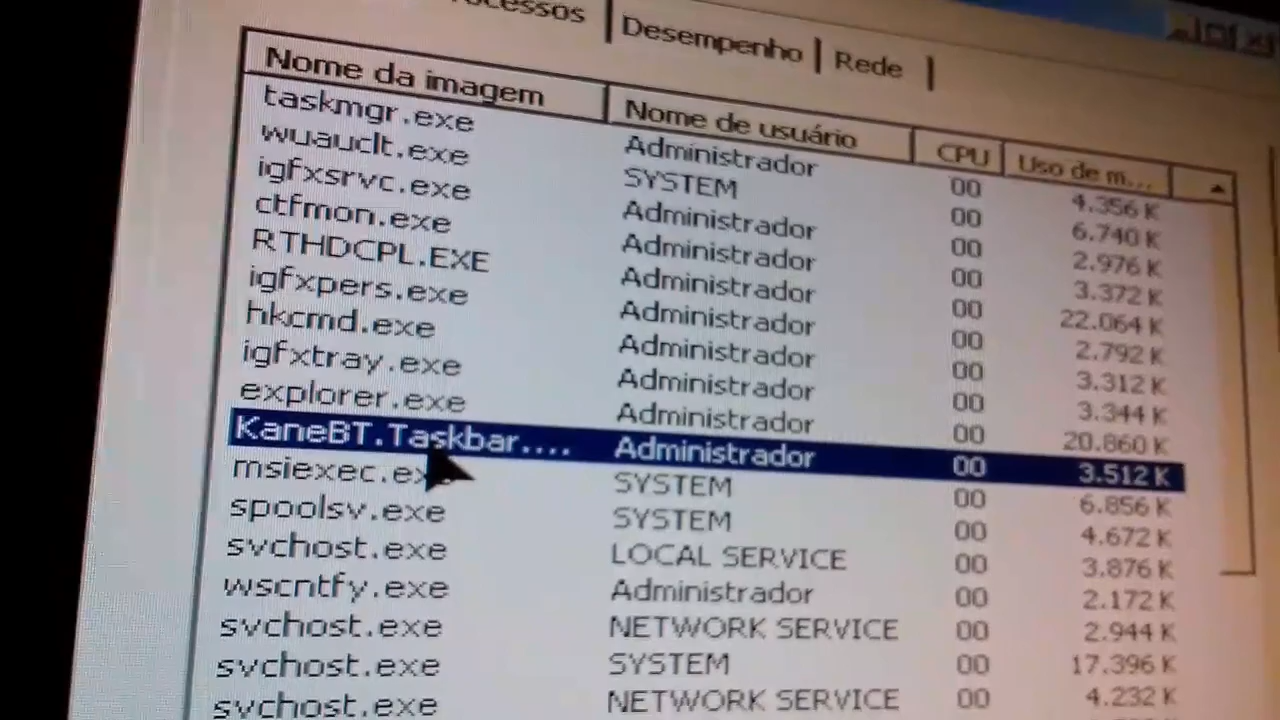 ocessos Desempenho Rede
Nome da imagem Nome de usuário CPU Uso de m...
taskmgr.exe Administrador 00 4.356 K
wuauclt.exe SYSTEM 00 6.740 K
igfxsrvc.exe Administrador 00 2.976 K
ctfmon.exe Administrador 00 3.372 K
RTHDCPL.EXE Administrador 00 22.064 K
igfxpers.exe Administrador 00 2.792 K
hkcmd.exe Administrador 00 3.312 K
igfxtray.exe Administrador 00 3.344 K
explorer.exe Administrador 00 20.860 K
KaneBT.Taskbar.... Administrador 00 3.512 K
msiexec.ex SYSTEM 00 6.856 K
spoolsv.exe SYSTEM 00 4.672 K
svchost.exe LOCAL SERVICE 00 3.876 K
wscntfy.exe Administrador 00 2.172 K
svchost.exe NETWORK SERVICE 00 2.944 K
svchost.exe SYSTEM 00 17.396 K
svchost.exe NETWORK SERVICE 00 4.232 K